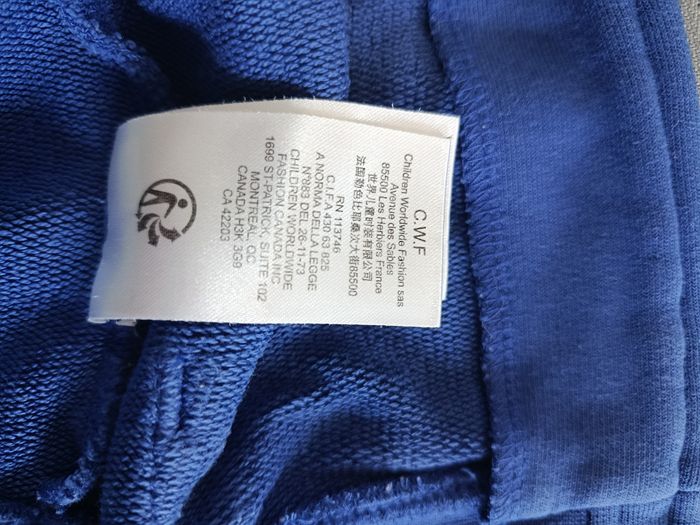 C.W.F
Children Worldwide Fashion sas
Avenue des Sables
85500 Les Herbiers France
世界儿童时装有限公司
法国勒色比耶桑次大街85500
RN 113746
C.I.F.A 430 63 825
A NORMA DELLA LEGGE
N°883 DEL 26-11-73
CHILDREN WORLDWIDE
FASHION CANADA INC
1699 ST-PATRICK, SUITE 102
MONTREAL, QC
CANADA H3K 3G9
CA 42203